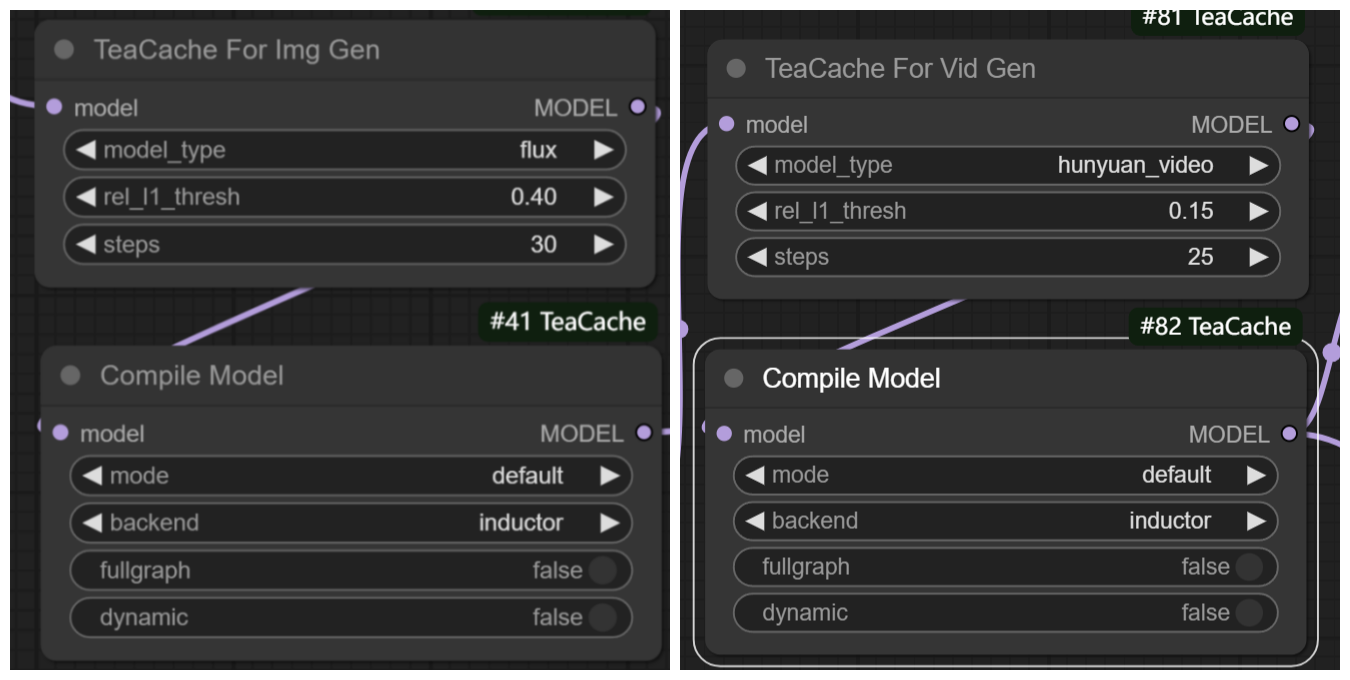 TeaCache For Img Gen
model MODEL
model_type flux
rel_l1_thresh 0.40
steps 30
#41 TeaCache
Compile Model
model MODEL
mode default
backend inductor
fullgraph false
dynamic false
#81 TeaCache
TeaCache For Vid Gen
model MODEL
model_type hunyuan_video
rel_l1_thresh 0.15
steps 25
#82 TeaCache
Compile Model
model MODEL
mode default
backend inductor
fullgraph false
dynamic false